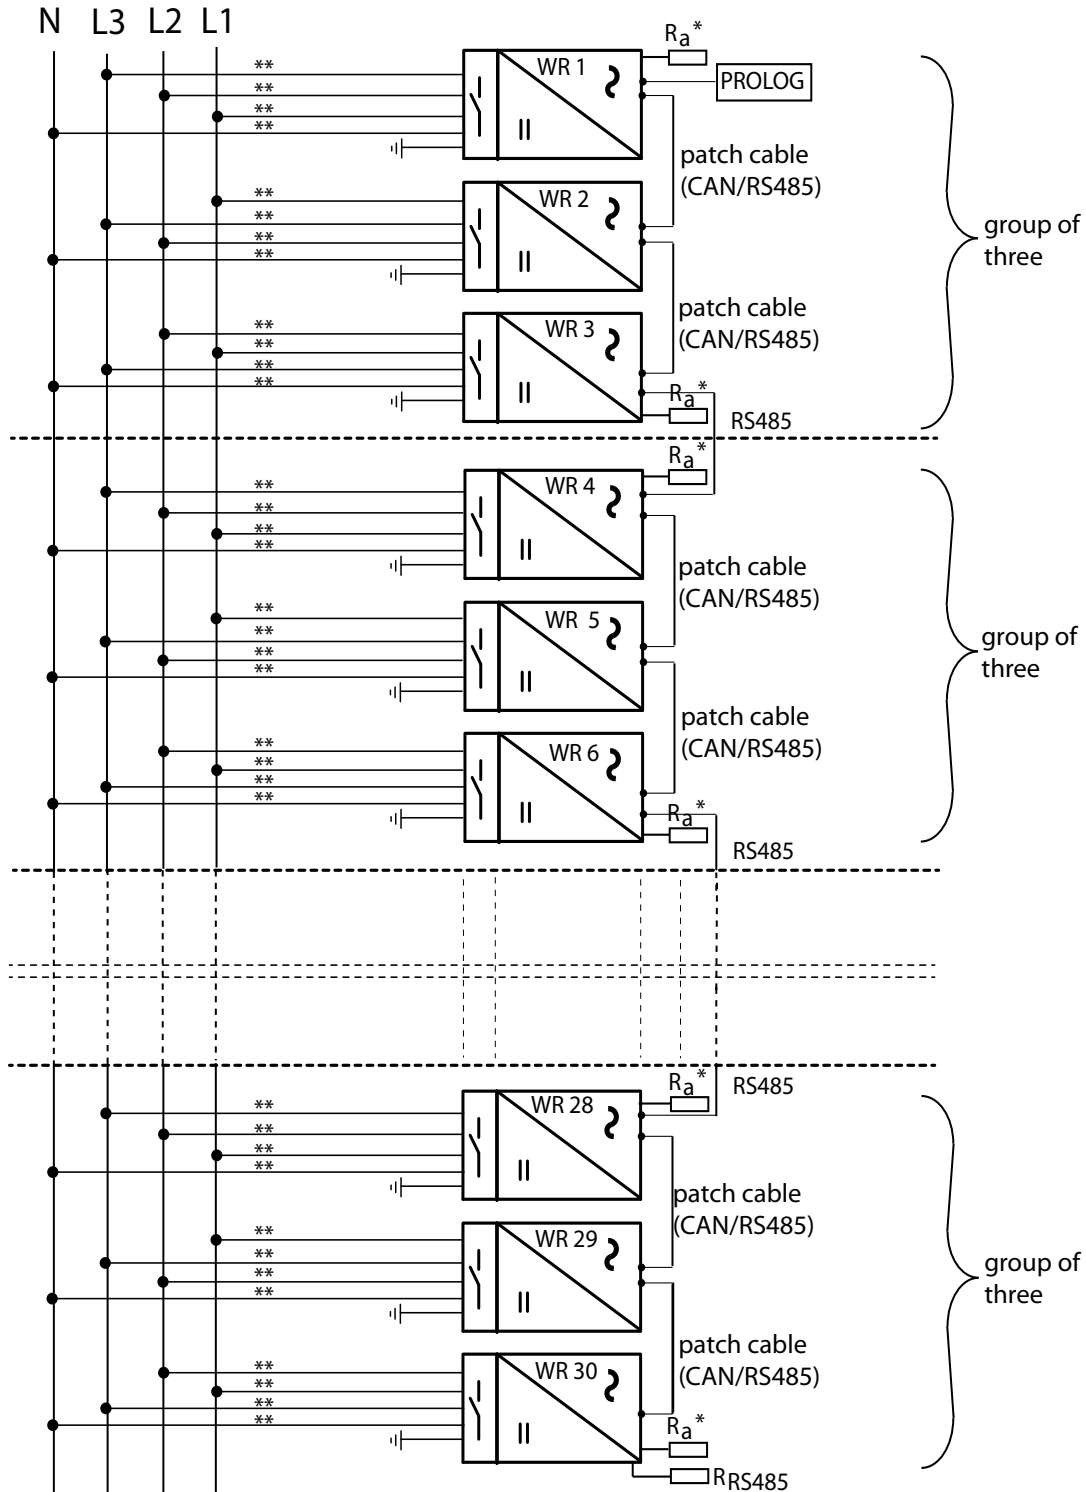 N L3 L2 L1
Ra*
**
WR 1
PROLOG
**
**
**
patch cable
(CAN/RS485)
**
WR 2
**
**
**
group of
three
patch cable
(CAN/RS485)
**
WR 3
**
**
**
Ra*
RS485
Ra*
**
WR 4
**
**
**
patch cable
(CAN/RS485)
**
WR 5
**
**
**
group of
three
patch cable
(CAN/RS485)
**
WR 6
**
**
**
Ra*
RS485
Ra*
RS485
**
WR 28
**
**
**
patch cable
(CAN/RS485)
**
WR 29
**
**
**
group of
three
patch cable
(CAN/RS485)
**
WR 30
**
**
**
Ra*
RRS485